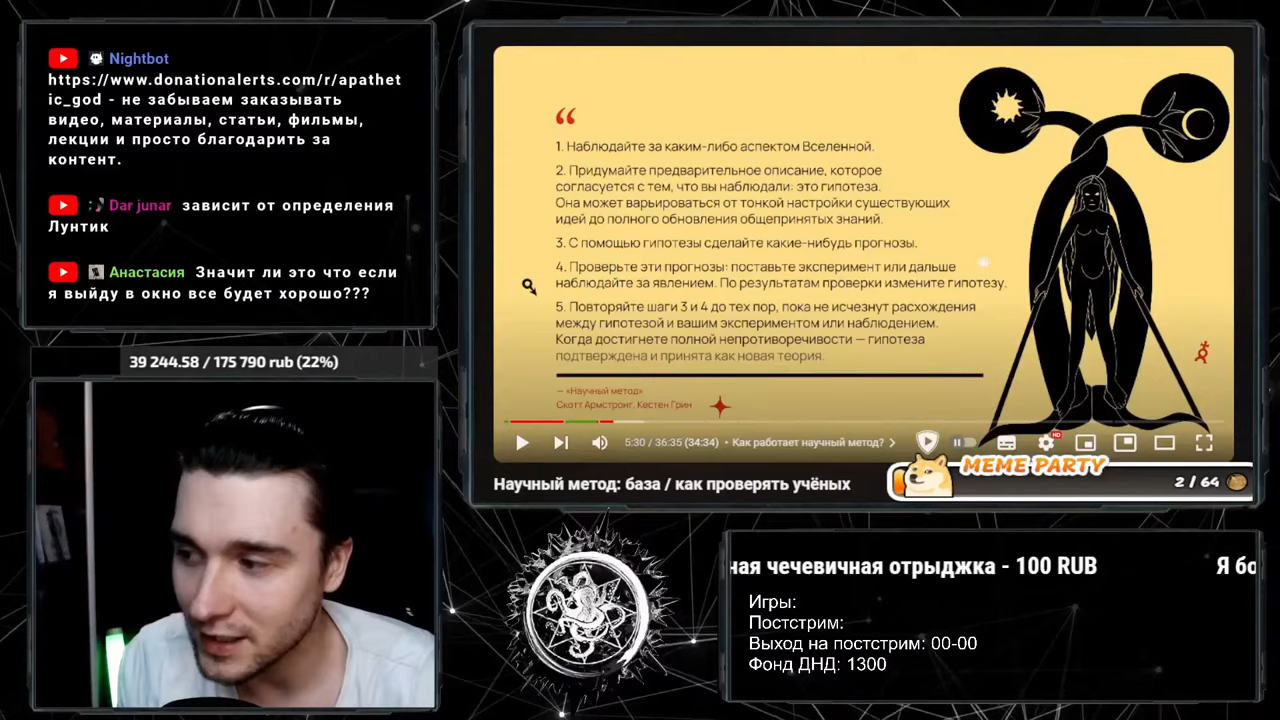 Nightbot
https://www.donationalerts.com/r/apathet
ic_god - не забываем заказывать
видео, материалы, статьи, фильмы,
лекции и просто благодарить за
контент.
Dar junar зависит от определения
Лунтик
Анастасия Значит ли это что если
я выйду в окно все будет хорошо???
39 244.58 / 175 790 rub (22%)
“
1. Наблюдайте за каким-либо аспектом Вселенной.
2. Придумайте предварительное описание, которое
согласуется с тем, что вы наблюдали: это гипотеза.
Она может варьироваться от тонкой настройки существующих
идей до полного обновления общепринятых знаний.
3. С помощью гипотезы сделайте какие-нибудь прогнозы.
4. Проверьте эти прогнозы: поставьте эксперимент или дальше
наблюдайте за явлением. По результатам проверки измените гипотезу.
5. Повторяйте шаги 3 и 4 до тех пор, пока не исчезнут расхождения
между гипотезой и вашим экспериментом или наблюдением.
Когда достигнете полной непротиворечивости — гипотеза
подтверждена и принята как новая теория.
— «Научный метод»
Скотт Армстронг, Кестен Грин
5:30 / 36:35 (34:34) • Как работает научный метод?
HD
MEME PARTY
Научный метод: база / как проверять учёных
2 / 64
ная чечевичная отрыджка - 100 RUB Я бо
Игры:
Постстрим:
Выход на постстрим: 00-00
Фонд ДНД: 1300